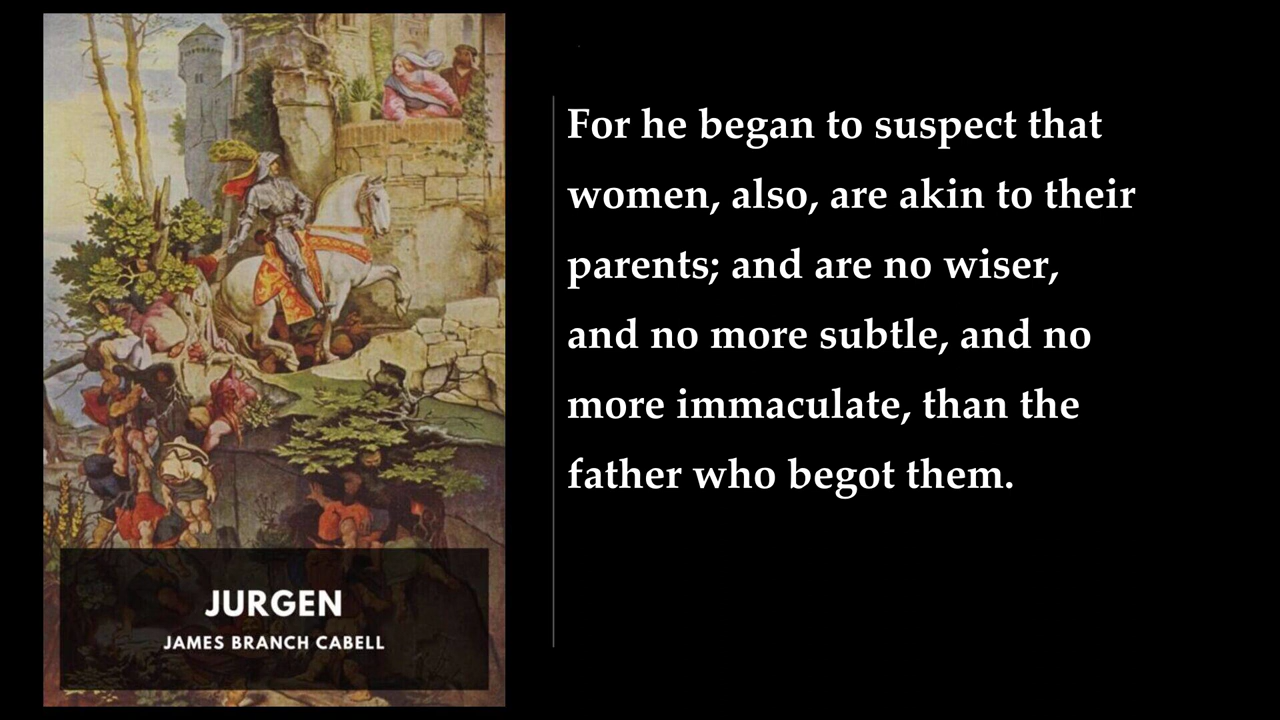 For he began to suspect that
women, also, are akin to their
parents; and are no wiser,
and no more subtle, and no
more immaculate, than the
father who begot them.
JURGEN
JAMES BRANCH CABELL